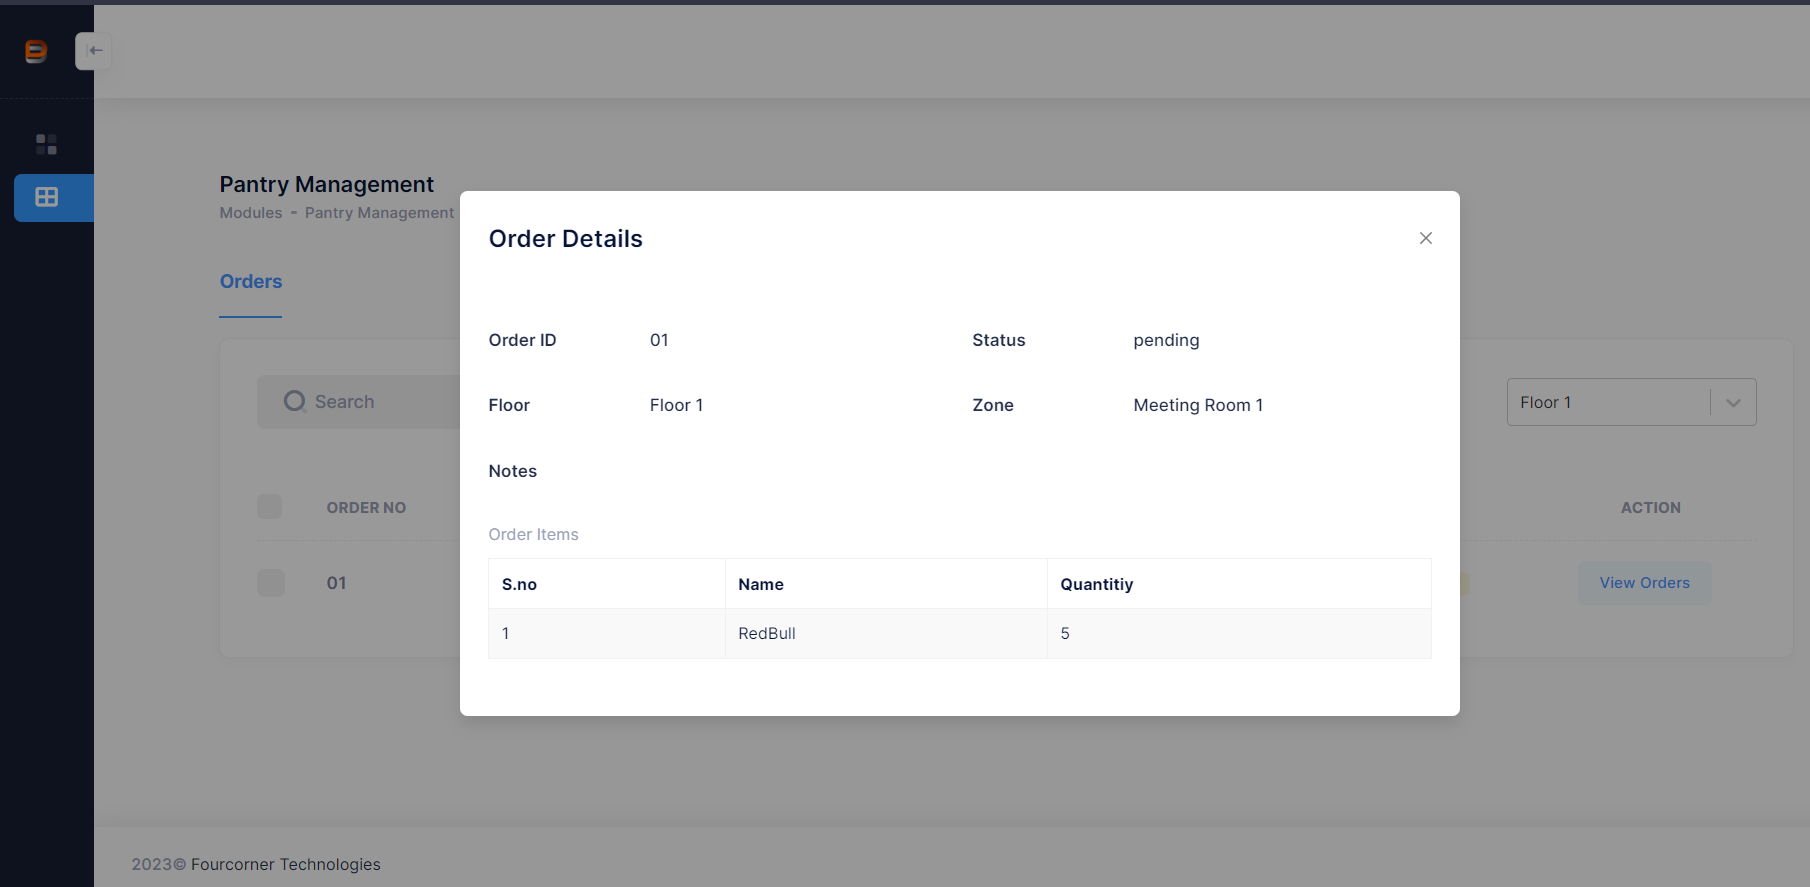 Pantry Management
Modules - Pantry Management
Orders
Search
Floor 1
ORDER NO
ACTION
01
View Orders
Order Details
Order ID 01 Status pending
Floor Floor 1 Zone Meeting Room 1
Notes
Order Items
S.no Name Quantitiy
1 RedBull 5
2023© Fourcorner Technologies